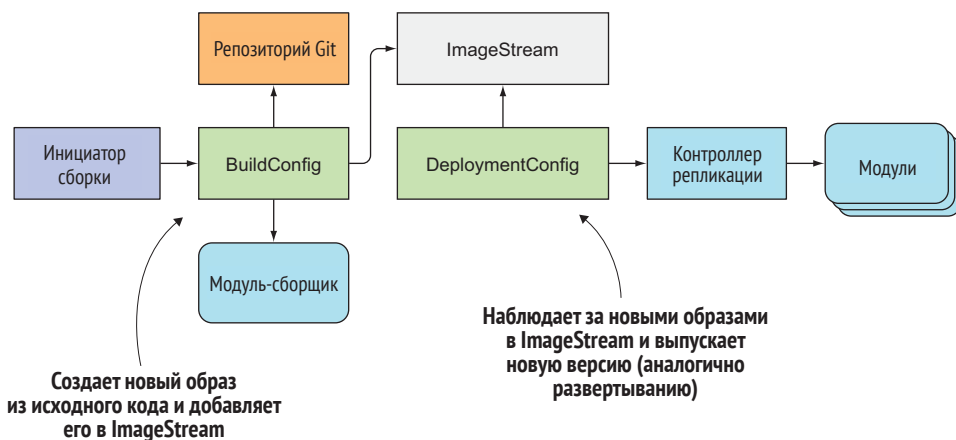 Репозиторий Git
ImageStream
Инициатор
сборки
BuildConfig
DeploymentConfig
Контроллер
репликации
Модули
Модуль-сборщик
Наблюдает за новыми образами
в ImageStream и выпускает
новую версию (аналогично
развертыванию)
Создает новый образ
из исходного кода и добавляет
его в ImageStream